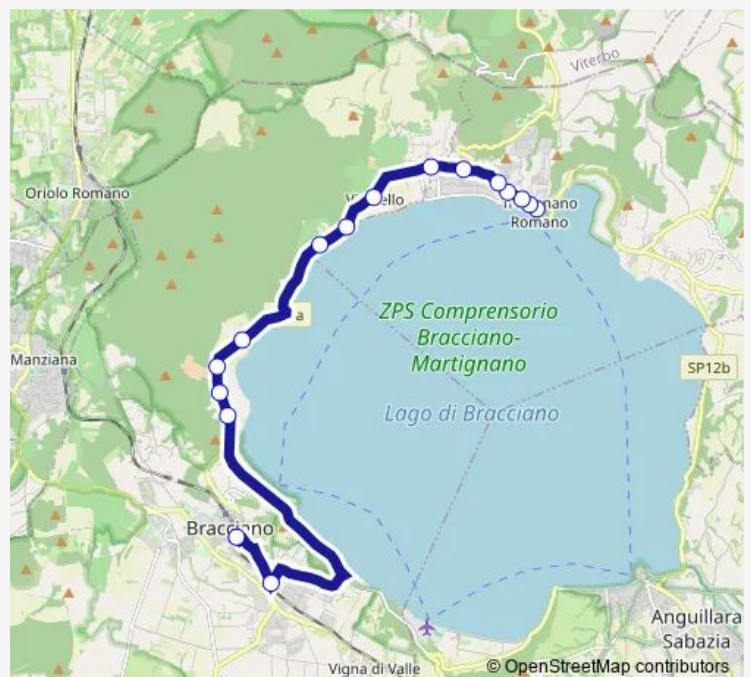 Viterbo
Oriolo Romano
Romano
ZPS Comprensorio
Bracciano-
Martignano
Manziana
SP12b
Lago di Bracciano
Anguillara
Sabazia
Vigna di Valle
© OpenStreetMap contributors